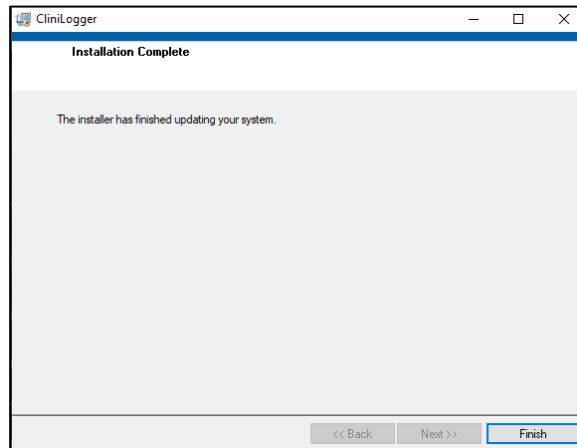 CliniLogger
Installation Complete
The installer has finished updating your system.
<< Back
Next >>
Finish